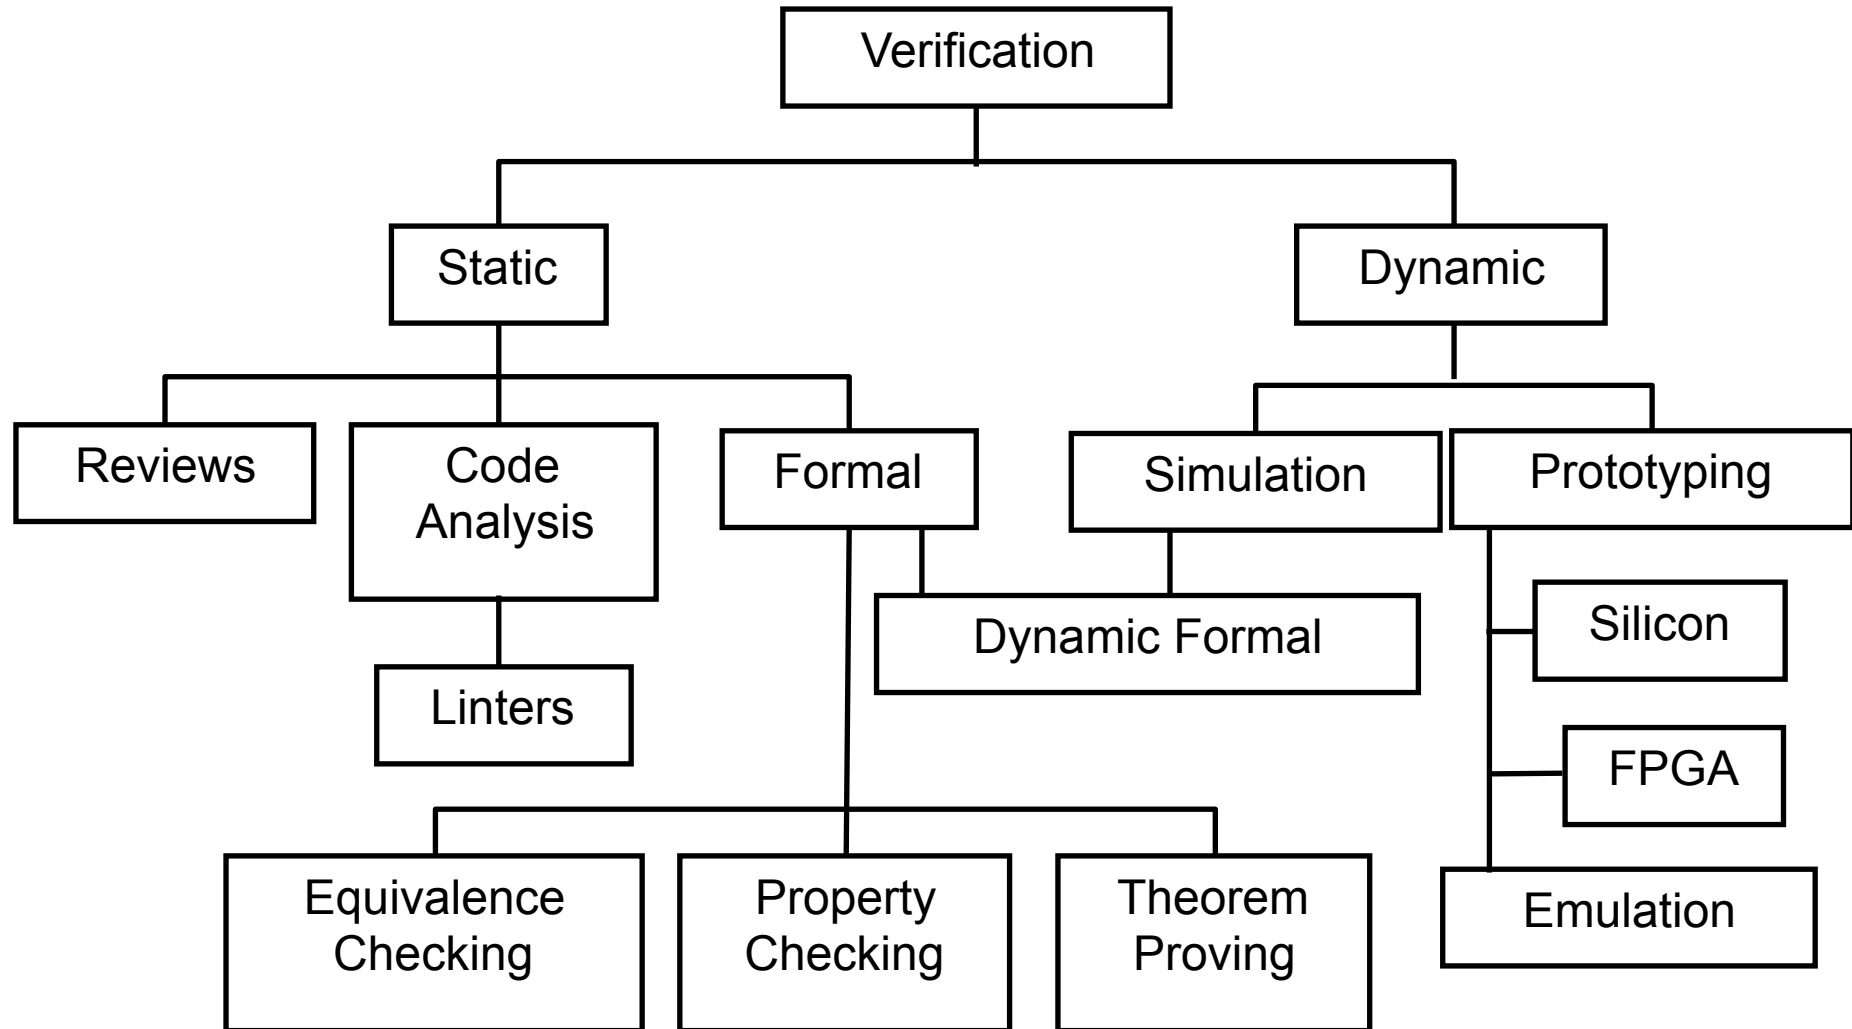 Verification
Static
Dynamic
Reviews
Code
Analysis
Formal
Simulation
Prototyping
Dynamic Formal
Silicon
Linters
FPGA
Equivalence
Checking
Property
Checking
Theorem
Proving
Emulation